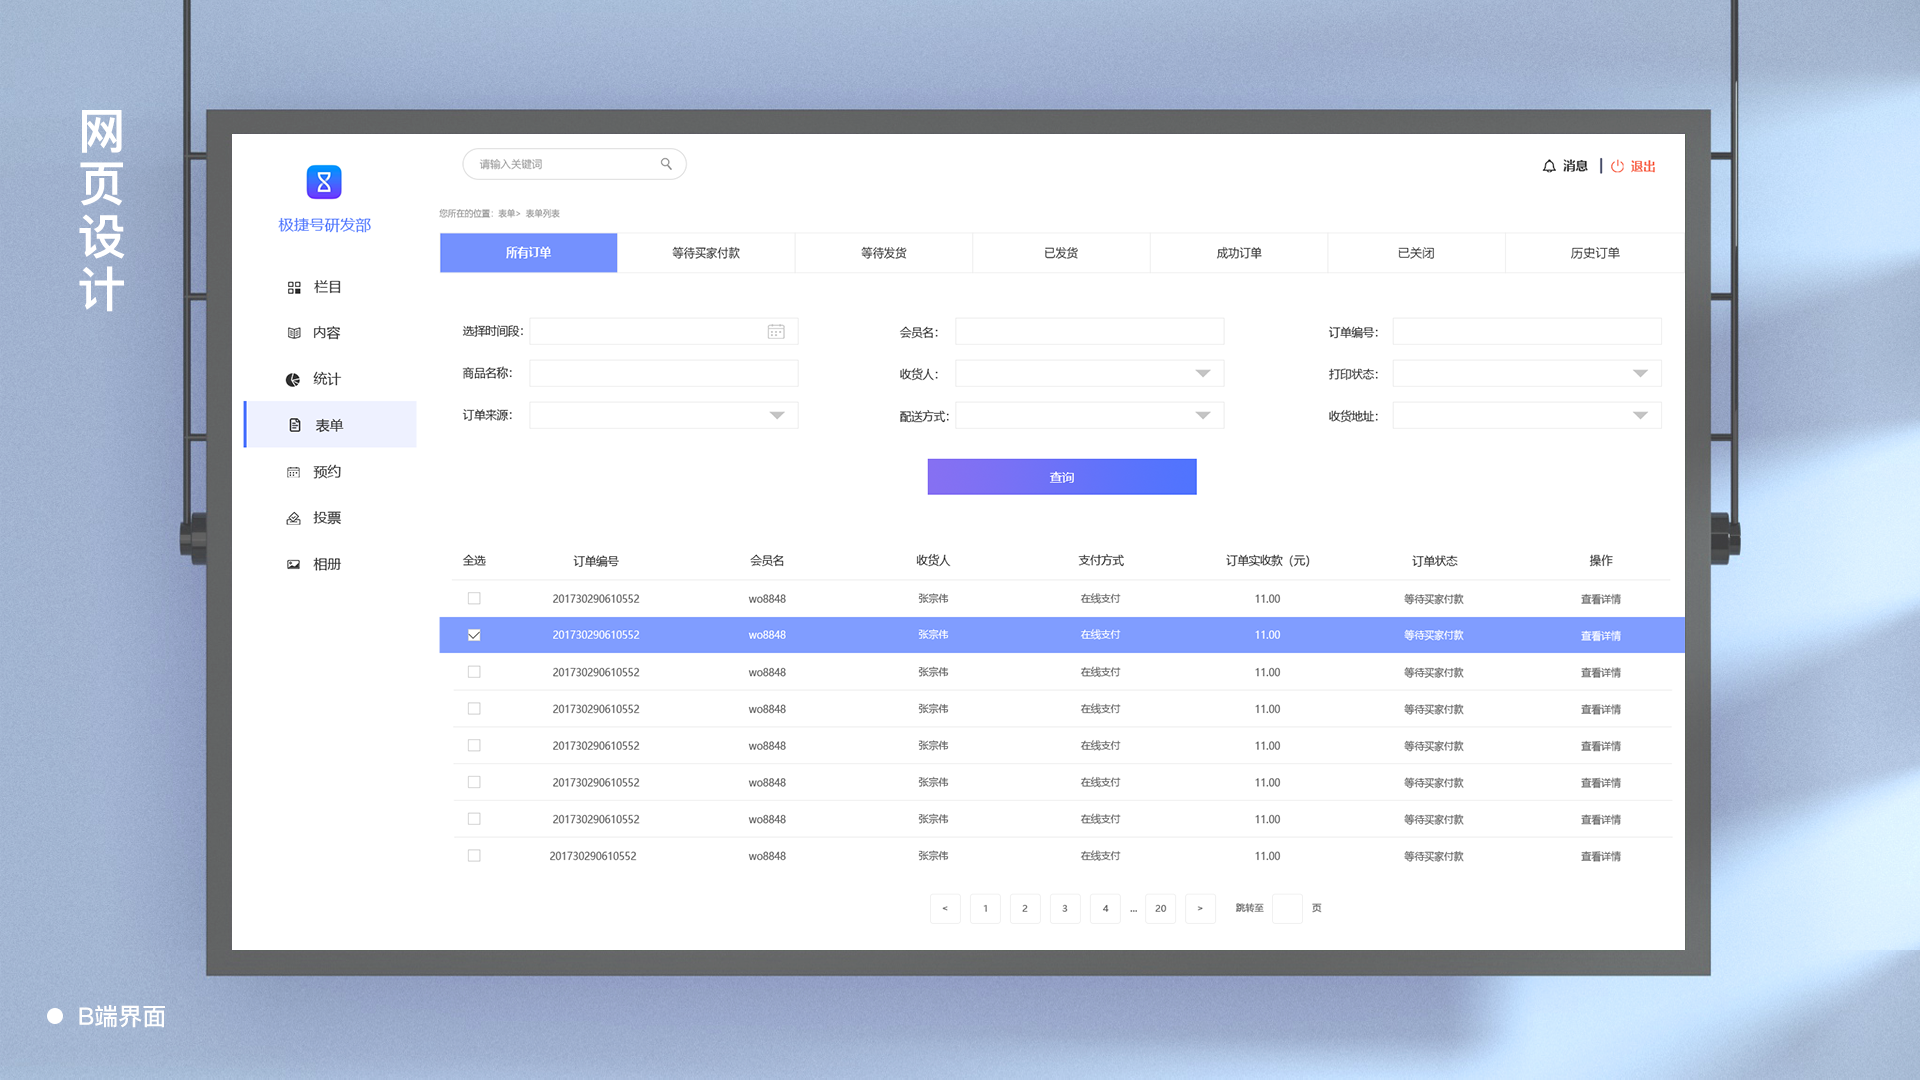 网页设计
极捷号研发部
请输入关键词
消息 | 退出
您所在的位置：表单> 表单列表
所有订单 等待买家付款 等待发货 已发货 成功订单 已关闭 历史订单
栏目
内容
统计
表单
预约
投票
相册
选择时间段： 会员名： 订单编号：
商品名称： 收货人： 打印状态：
订单来源： 配送方式： 收货地址：
查询
全选 订单编号 会员名 收货人 支付方式 订单实收款（元） 订单状态 操作
201730290610552 wo8848 张宗伟 在线支付 11.00 等待买家付款 查看详情
201730290610552 wo8848 张宗伟 在线支付 11.00 等待买家付款 查看详情
201730290610552 wo8848 张宗伟 在线支付 11.00 等待买家付款 查看详情
201730290610552 wo8848 张宗伟 在线支付 11.00 等待买家付款 查看详情
201730290610552 wo8848 张宗伟 在线支付 11.00 等待买家付款 查看详情
201730290610552 wo8848 张宗伟 在线支付 11.00 等待买家付款 查看详情
201730290610552 wo8848 张宗伟 在线支付 11.00 等待买家付款 查看详情
201730290610552 wo8848 张宗伟 在线支付 11.00 等待买家付款 查看详情
< 1 2 3 4 ... 20 > 跳转至 页
B端界面